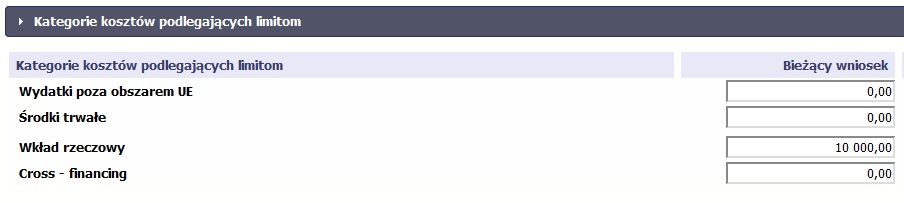 Kategorie kosztów podlegających limitom
Kategorie kosztów podlegających limitom Bieżący wniosek
Wydatki poza obszarem UE 0,00
Środki trwałe 0,00
Wkład rzeczowy 10 000,00
Cross - financing 0,00